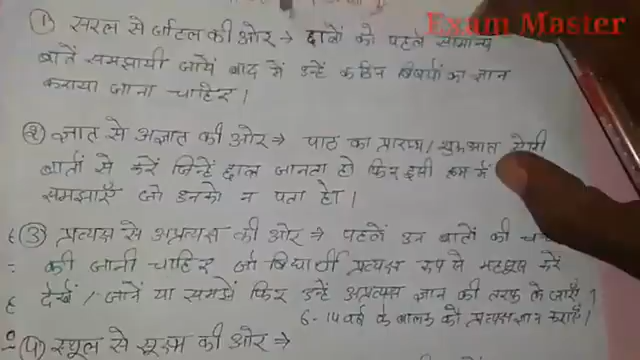 Exam Master
① सरल से जटिल की ओर → छात्रों को पहले सामान्य
बातें समझायी जायें बाद में उन्हें कठिन विषयों का ज्ञान
कराया जाना चाहिए।
② ज्ञात से अज्ञात की ओर → पाठ का प्रारम्भ / शुरुआत ऐसी
बातों से करें जिन्हें छात्र जानता हो फिर इसी क्रम में
समझाएँ जो उनको न पता हो।
③ प्रत्यक्ष से अप्रत्यक्ष की ओर → पहले उन बातों की
की जानी चाहिए जो विद्यार्थी प्रत्यक्ष रूप से महसूस करें
देखें / जानें या समझें फिर उन्हें अप्रत्यक्ष ज्ञान की तरफ ले जाएँ।
6-14 वर्ष के बालक को प्रत्यक्ष ज्ञान कराएँ।
(4) स्थूल से सूक्ष्म की ओर →